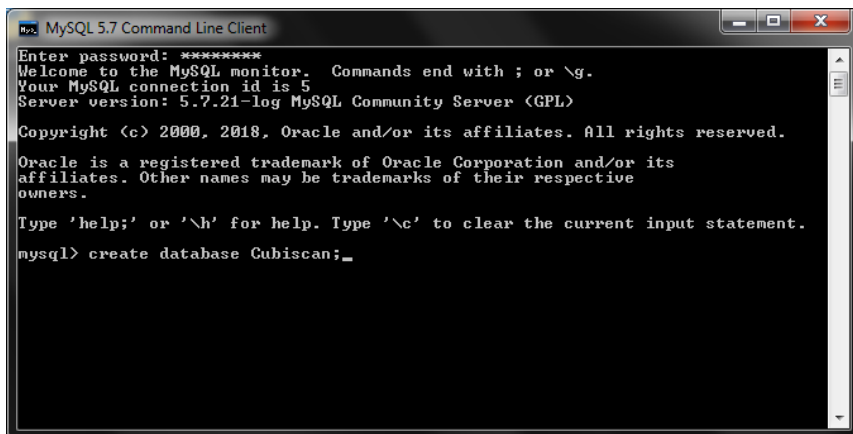 MySQL 5.7 Command Line Client
Enter password: ********
Welcome to the MySQL monitor.  Commands end with ; or \g.
Your MySQL connection id is 5
Server version: 5.7.21-log MySQL Community Server (GPL)
Copyright (c) 2000, 2018, Oracle and/or its affiliates. All rights reserved.
Oracle is a registered trademark of Oracle Corporation and/or its
affiliates. Other names may be trademarks of their respective
owners.
Type 'help;' or '\h' for help. Type '\c' to clear the current input statement.
mysql> create database Cubiscan;_